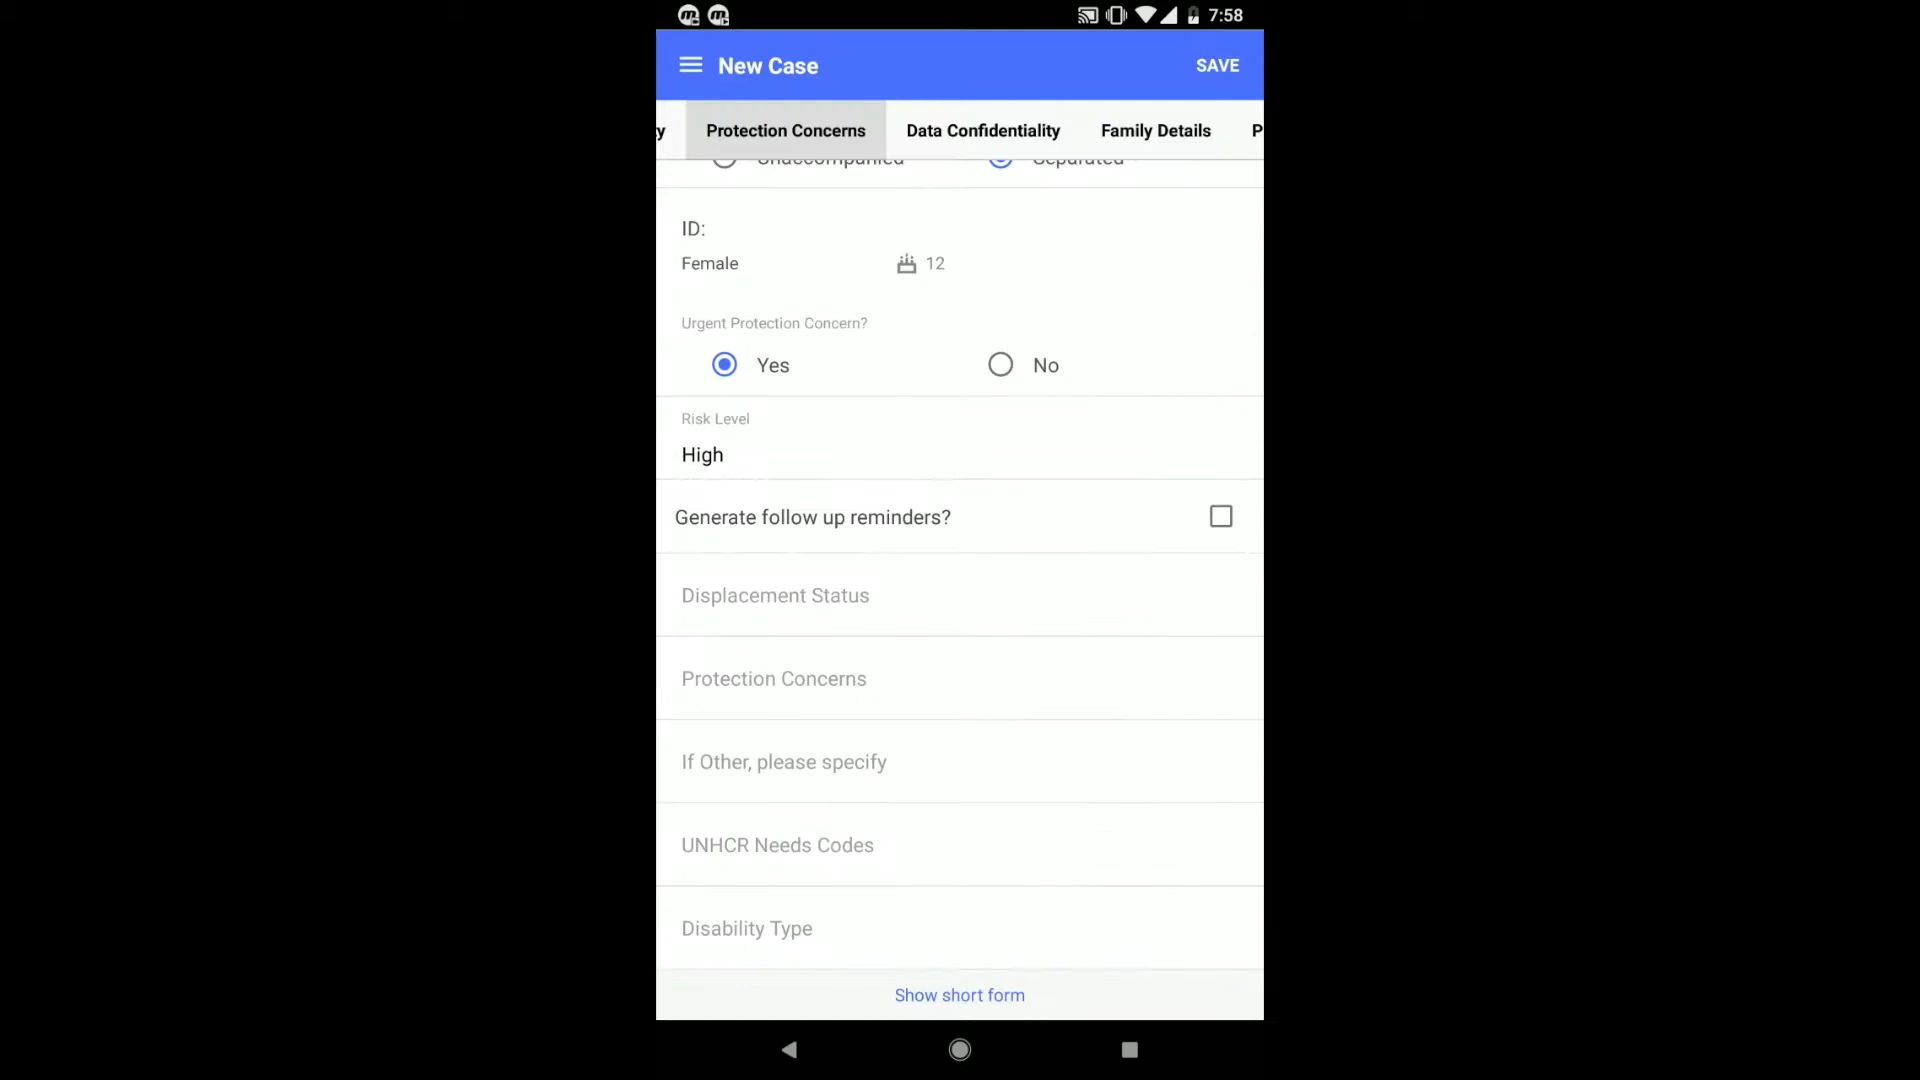 7:58
New Case
SAVE
y
Protection Concerns
Data Confidentiality
Family Details
P
Unaccompanied
Separated
ID:
Female
12
Urgent Protection Concern?
Yes
No
Risk Level
High
Generate follow up reminders?
Displacement Status
Protection Concerns
If Other, please specify
UNHCR Needs Codes
Disability Type
Show short form